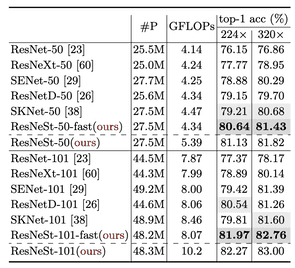 #P GFLOPs top-1 acc (%)
224× 320×
ResNet-50 [23] 25.5M 4.14 76.15 76.86
ResNeXt-50 [60] 25.0M 4.24 77.77 78.95
SENet-50 [29] 27.7M 4.25 78.88 80.29
ResNetD-50 [26] 25.6M 4.34 79.15 79.70
SKNet-50 [38] 27.5M 4.47 79.21 80.68
ResNeSt-50-fast(ours) 27.5M 4.34 80.64 81.43
ResNeSt-50(ours) 27.5M 5.39 81.13 81.82
ResNet-101 [23] 44.5M 7.87 77.37 78.17
ResNeXt-101 [60] 44.3M 7.99 78.89 80.14
SENet-101 [29] 49.2M 8.00 79.42 81.39
ResNetD-101 [26] 44.6M 8.06 80.54 81.26
SKNet-101 [38] 48.9M 8.46 79.81 81.60
ResNeSt-101-fast(ours) 48.2M 8.07 81.97 82.76
ResNeSt-101(ours) 48.3M 10.2 82.27 83.00